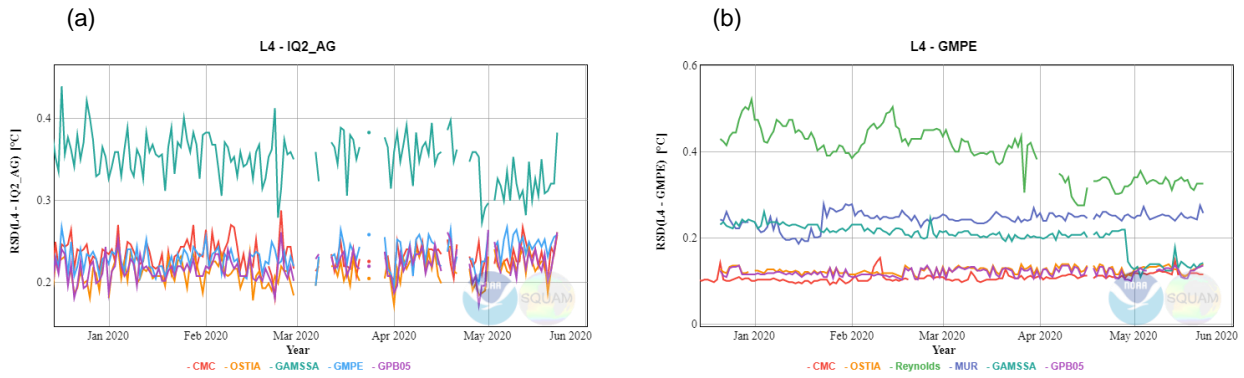 (a)
L4 - IQ2_AG
RSD(L4 - IQ2_AG) [°C]
0.4
0.3
0.2
Jan 2020 Feb 2020 Mar 2020 Apr 2020 May 2020 Jun 2020
Year
- CMC - OSTIA - GAMSSA - GMPE - GPB05
NOAA
SQUAM
(b)
L4 - GMPE
RSD(L4 - GMPE) [°C]
0.6
0.4
0.2
0
Jan 2020 Feb 2020 Mar 2020 Apr 2020 May 2020 Jun 2020
Year
- CMC - OSTIA - Reynolds - MUR - GAMSSA - GPB05
NOAA
SQUAM